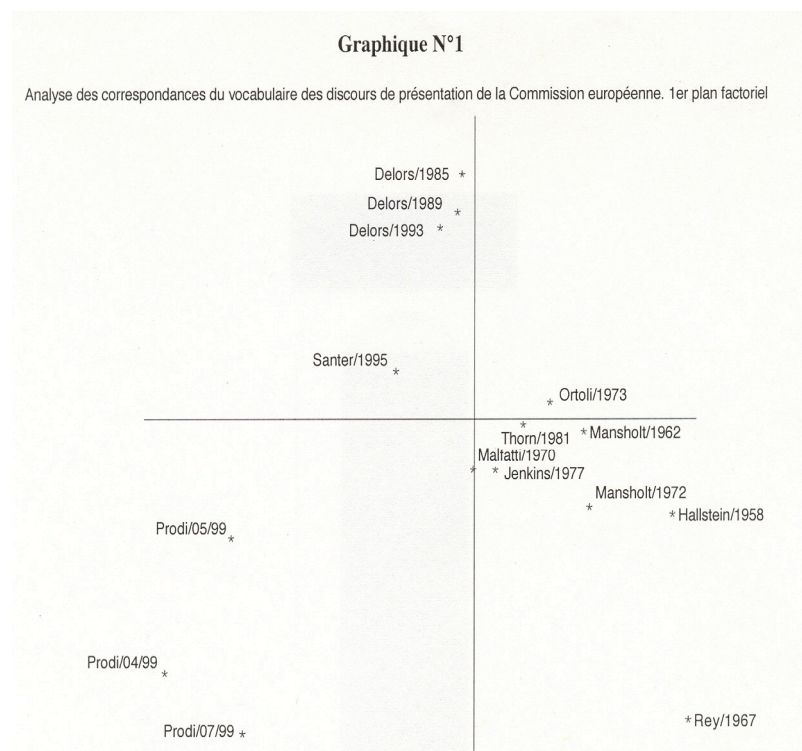 Graphique N°1
Analyse des correspondances du vocabulaire des discours de présentation de la Commission européenne. 1er plan factoriel
Delors/1985 *
Delors/1989 *
Delors/1993 *
Santer/1995 *
* Ortoli/1973
* Thorn/1981
* Mansholt/1962
* Malfatti/1970
* Jenkins/1977
* Mansholt/1972
* Hallstein/1958
Prodi/05/99 *
Prodi/04/99 *
* Rey/1967
Prodi/07/99 *